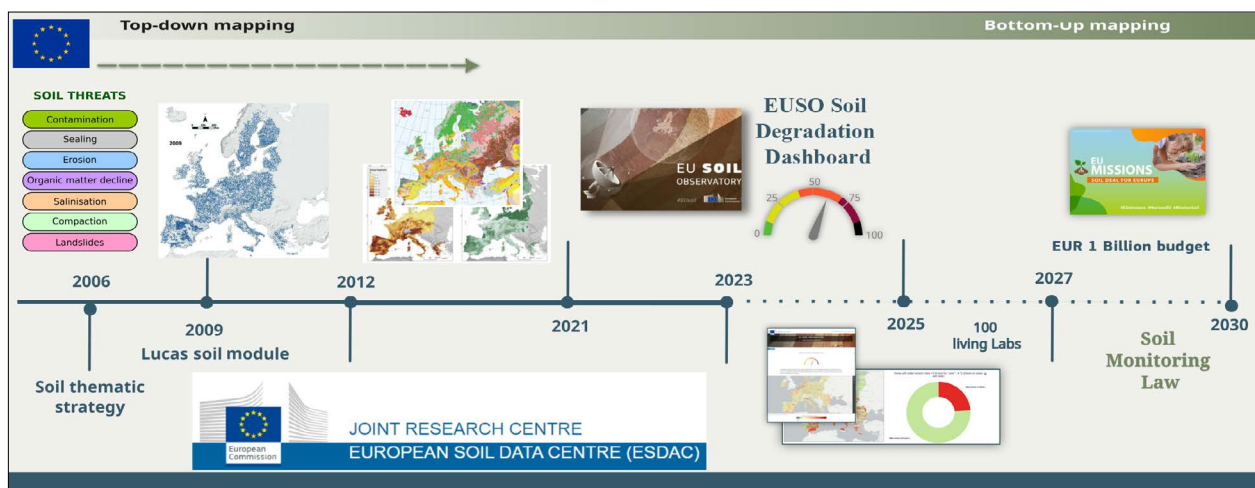 Top-down mapping
Bottom-up mapping
SOIL THREATS
Contamination
Sealing
Erosion
Organic matter decline
Salinisation
Compaction
Landslides
2009
EU SOIL
OBSERVATORY
European
Commission
EUSO Soil
Degradation
Dashboard
0
25
50
75
100
EU
MISSIONS
SOIL DEAL FOR EUROPE
EUR 1 Billion budget
2006
2009
2012
2021
2023
2025
2027
2030
Soil thematic
strategy
Lucas soil module
100
living Labs
Soil
Monitoring
Law
European
Commission
JOINT RESEARCH CENTRE
EUROPEAN SOIL DATA CENTRE (ESDAC)